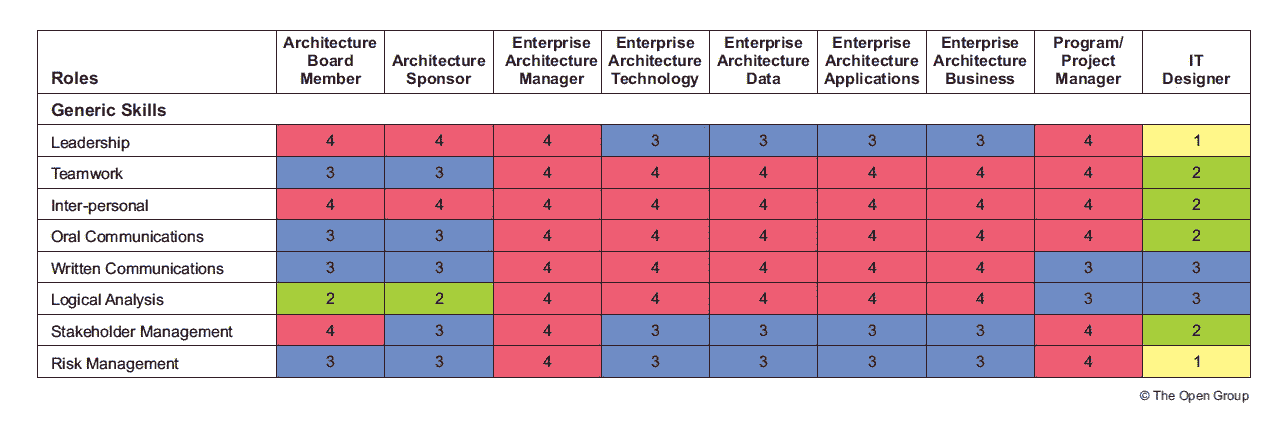 Roles Architecture Board Member Architecture Sponsor Enterprise Architecture Manager Enterprise Architecture Technology Enterprise Architecture Data Enterprise Architecture Applications Enterprise Architecture Business Program/ Project Manager IT Designer
Generic Skills
Leadership 4 4 4 3 3 3 3 4 1
Teamwork 3 3 4 4 4 4 4 4 2
Inter-personal 4 4 4 4 4 4 4 4 2
Oral Communications 3 3 4 4 4 4 4 4 2
Written Communications 3 3 4 4 4 4 4 3 3
Logical Analysis 2 2 4 4 4 4 4 3 3
Stakeholder Management 4 3 4 3 3 3 3 4 2
Risk Management 3 3 4 3 3 3 3 4 1
© The Open Group